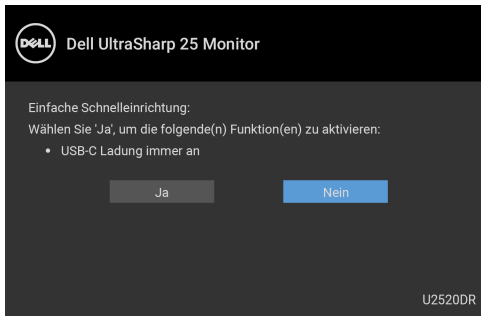 DELL
Dell UltraSharp 25 Monitor
Einfache Schnelleinrichtung:
Wählen Sie 'Ja', um die folgende(n) Funktion(en) zu aktivieren:
• USB-C Ladung immer an
Ja
Nein
U2520DR